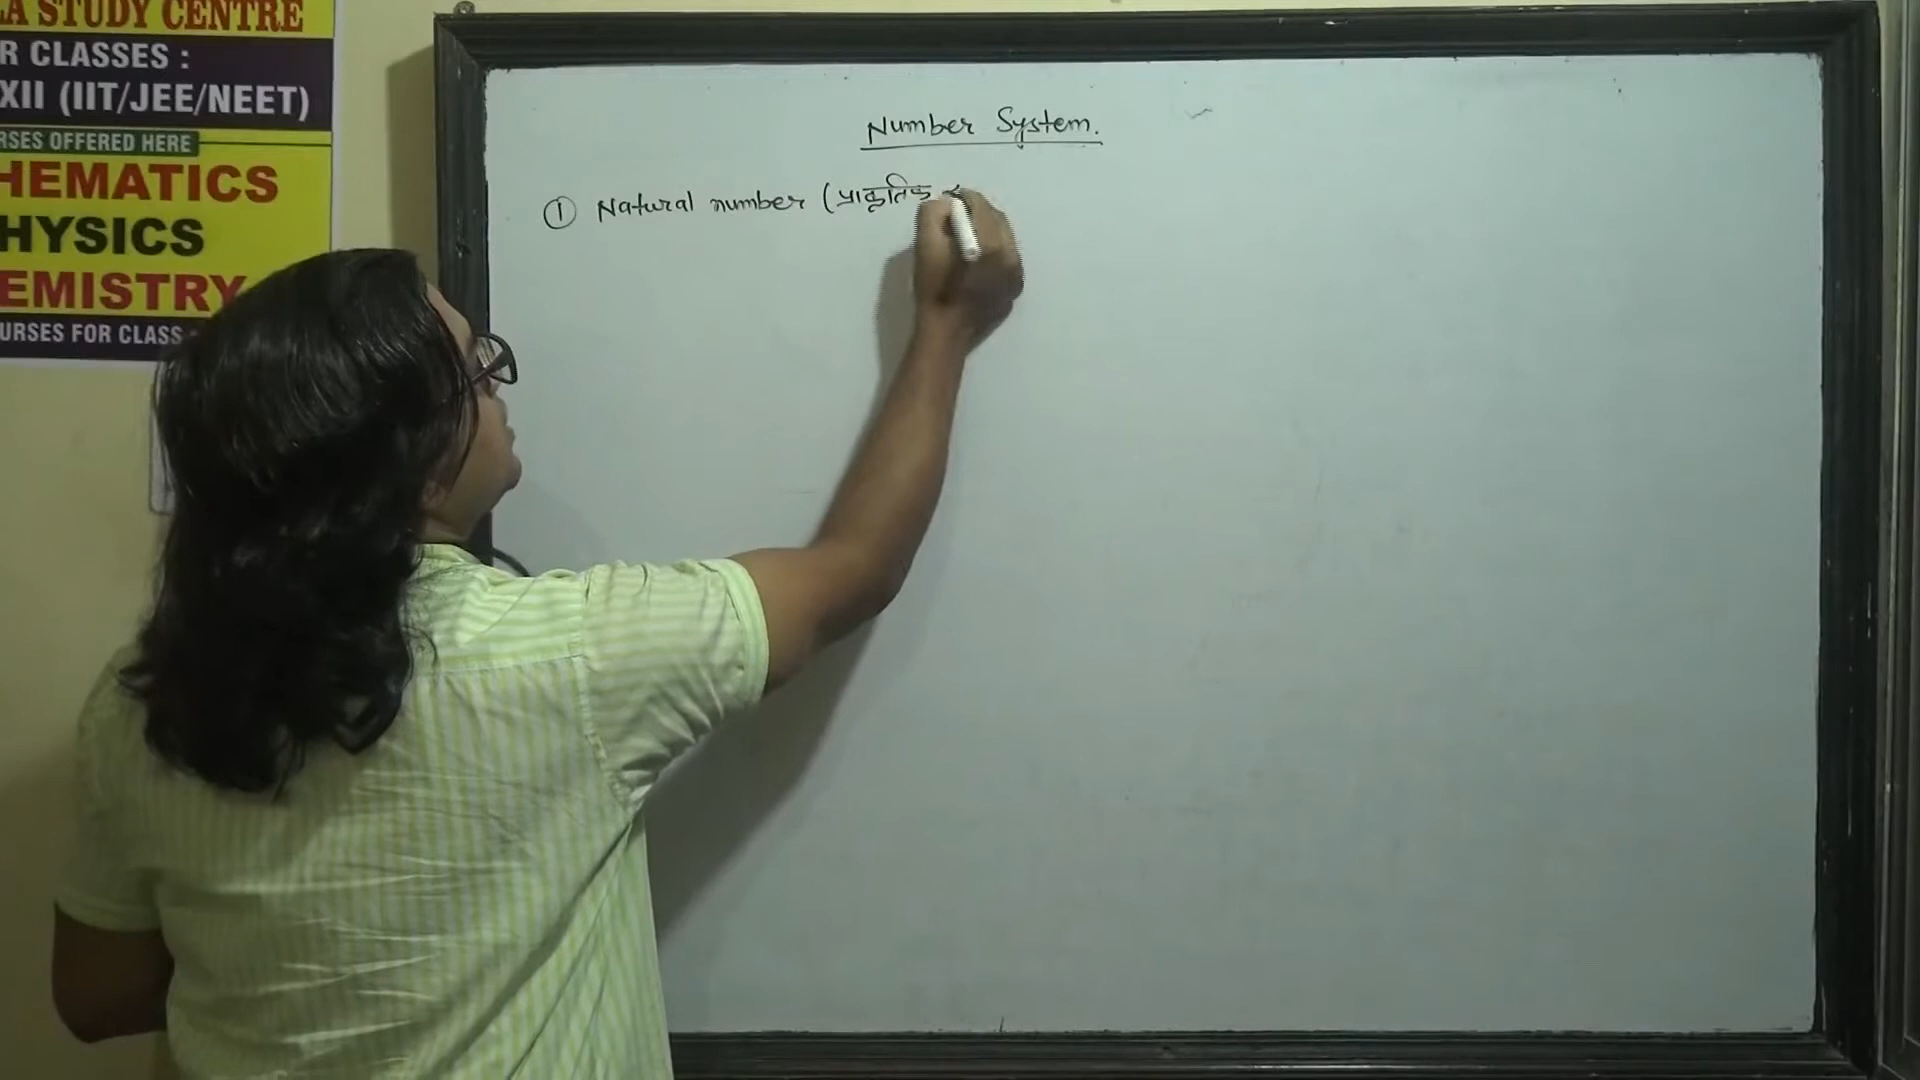 A STUDY CENTRE
R CLASSES :
XII (IIT/JEE/NEET)
RSES OFFERED HERE
HEMATICS
HYSICS
EMISTRY
URSES FOR CLASS
Number System.
① Natural number (प्राकृतिक